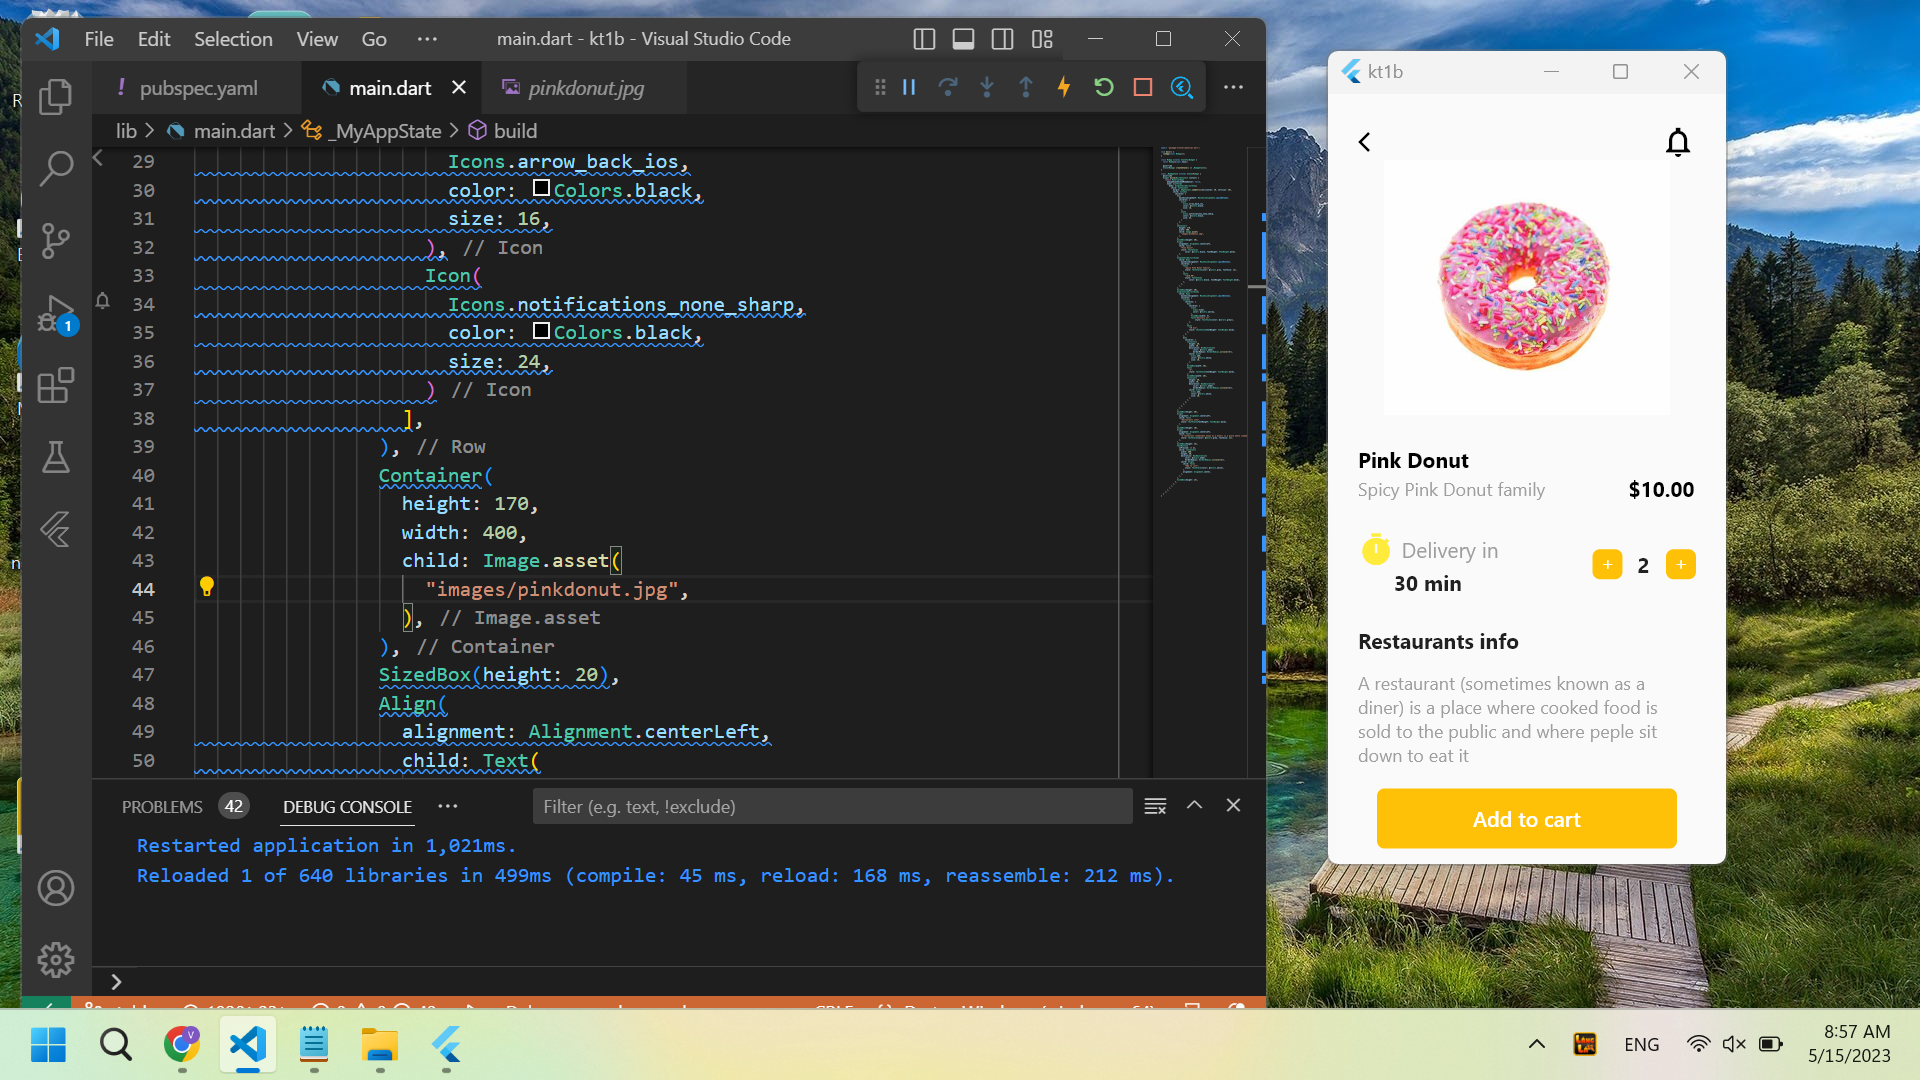 File Edit Selection View Go ··· main.dart - kt1b - Visual Studio Code
! pubspec.yaml main.dart pinkdonut.jpg
lib > main.dart > _MyAppState > build
29 Icons.arrow_back_ios,
30 color: Colors.black,
31 size: 16,
32 ), // Icon
33 Icon(
34 Icons.notifications_none_sharp,
35 color: Colors.black,
36 size: 24,
37 ) // Icon
38 ],
39 ), // Row
40 Container(
41 height: 170,
42 width: 400,
43 child: Image.asset(
44 "images/pinkdonut.jpg",
45 ), // Image.asset
46 ), // Container
47 SizedBox(height: 20),
48 Align(
49 alignment: Alignment.centerLeft,
50 child: Text(
1
PROBLEMS 42 DEBUG CONSOLE ··· Filter (e.g. text, !exclude)
Restarted application in 1,021ms.
Reloaded 1 of 640 libraries in 499ms (compile: 45 ms, reload: 168 ms, reassemble: 212 ms).
>
kt1b
Pink Donut
Spicy Pink Donut family $10.00
Delivery in
30 min
+ 2 +
Restaurants info
A restaurant (sometimes known as a
diner) is a place where cooked food is
sold to the public and where peple sit
down to eat it
Add to cart
V
ENG
8:57 AM
5/15/2023